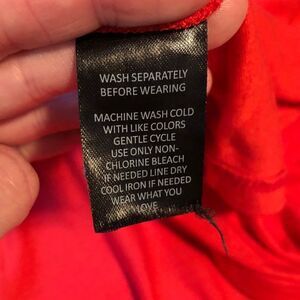 WASH SEPARATELY
BEFORE WEARING
MACHINE WASH COLD
WITH LIKE COLORS
GENTLE CYCLE
USE ONLY NON-
CHLORINE BLEACH
IF NEEDED LINE DRY
COOL IRON IF NEEDED
WEAR WHAT YOU
LOVE